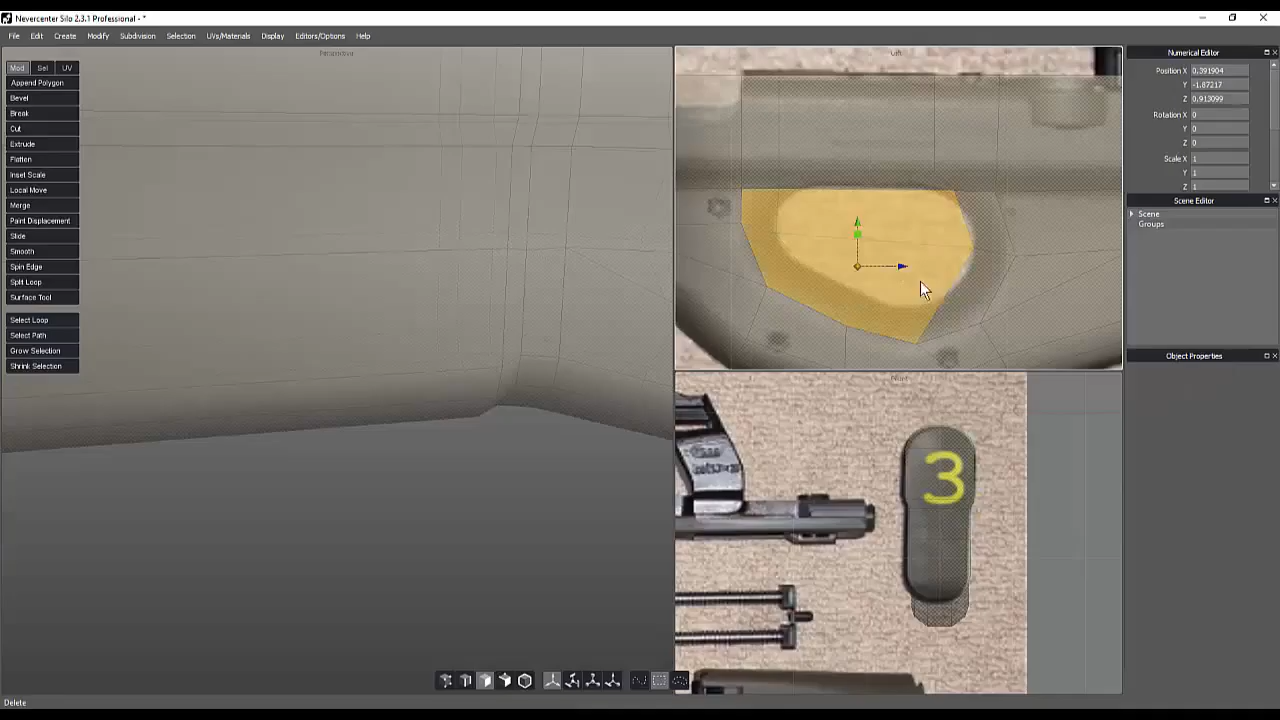 Nevercenter Silo 2.3.1 Professional - *
File Edit Create Modify Subdivision Selection UVs/Materials Display Editors/Options Help
Perspective
Left
Numerical Editor
Mod Sel UV
Append Polygon
Bevel
Break
Cut
Extrude
Flatten
Inset Scale
Local Move
Merge
Paint Displacement
Slide
Smooth
Spin Edge
Split Loop
Surface Tool
Select Loop
Select Path
Grow Selection
Shrink Selection
Position X 0.391904
Y -1.87217
Z 0.913099
Rotation X 0
Y 0
Z 0
Scale X 1
Y 1
Z 1
Scene Editor
Scene
Groups
Object Properties
3
Delete